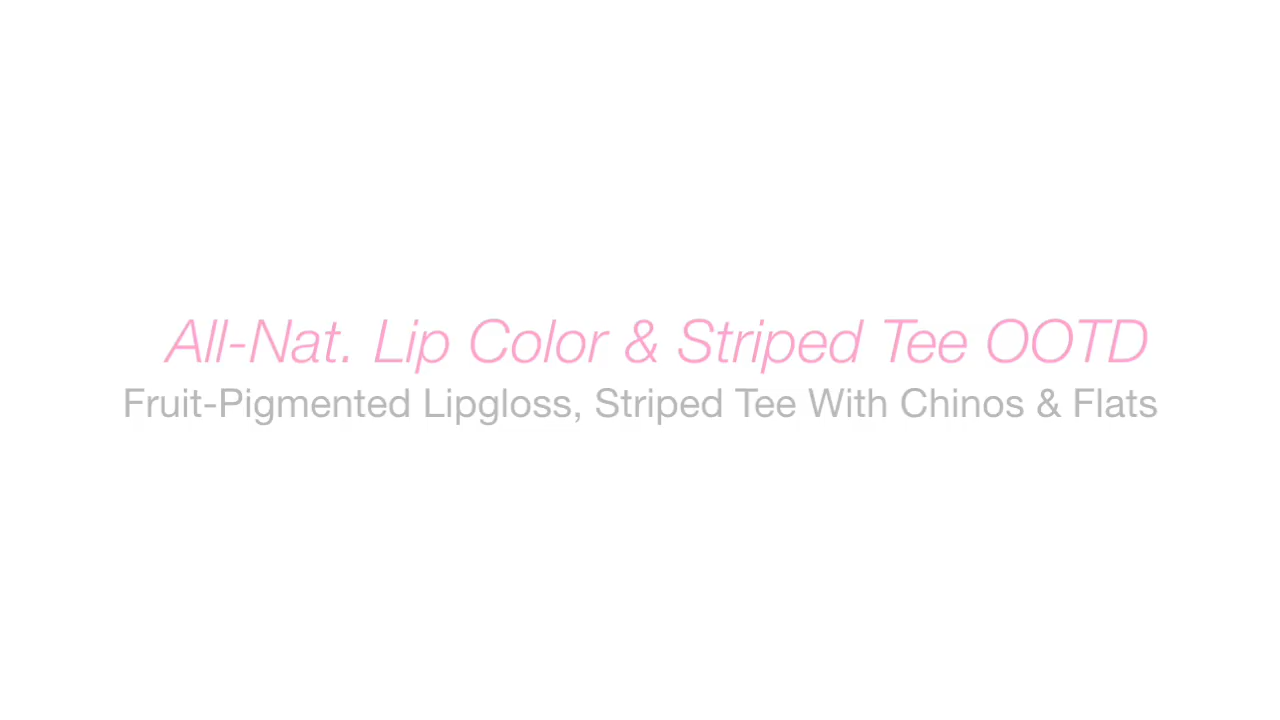 All-Nat. Lip Color & Striped Tee OOTD
Fruit-Pigmented Lipgloss, Striped Tee With Chinos & Flats